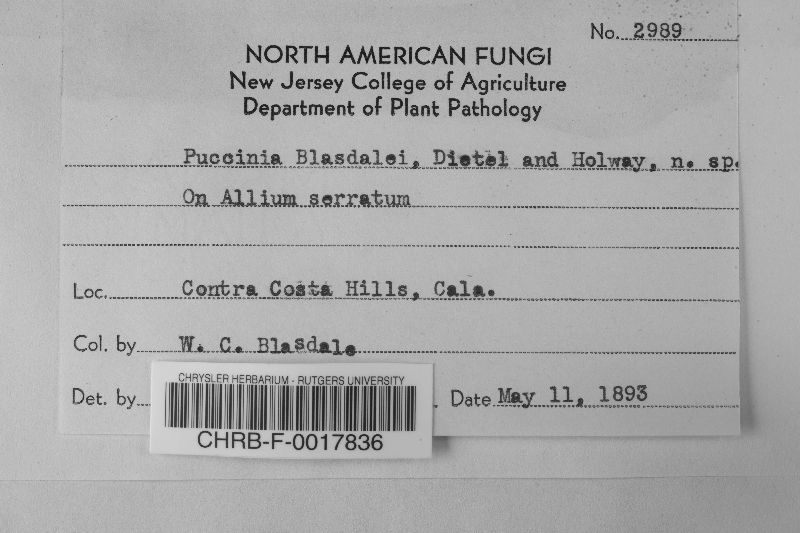 No. 2989
NORTH AMERICAN FUNGI
New Jersey College of Agriculture
Department of Plant Pathology
Puccinia Blasdalei, Dietel and Holway, n. sp.
On Allium serratum
Loc. Contra Costa Hills, Cala.
Col. by W. C. Blasdale
Det. by Date May 11, 1893
CHRYSLER HERBARIUM - RUTGERS UNIVERSITY
CHRB-F-0017836